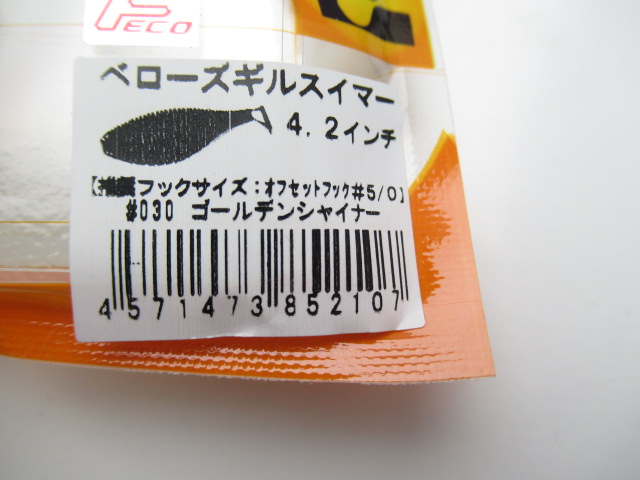 FECO
ベローズギルスイマー
4.2インチ
【推奨フックサイズ:オフセットフック#5/0】
#030 ゴールデンシャイナー
4571473852107